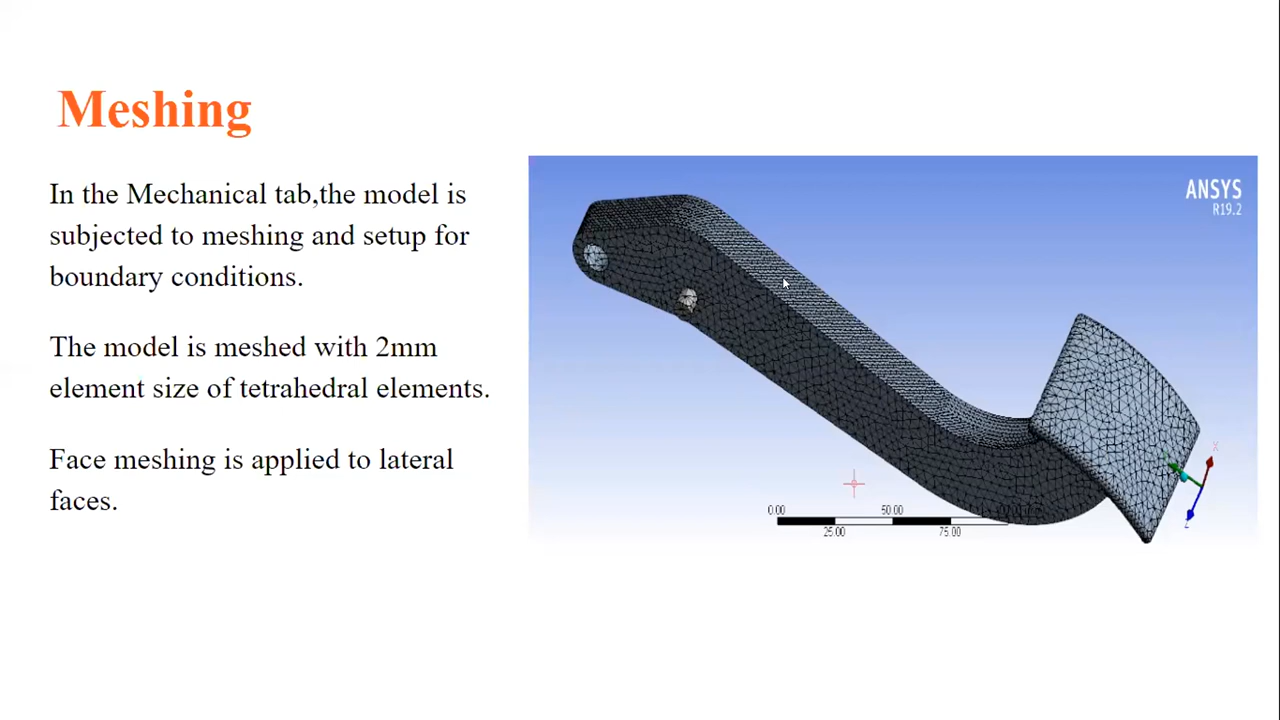 Meshing
In the Mechanical tab,the model is
subjected to meshing and setup for
boundary conditions.
The model is meshed with 2mm
element size of tetrahedral elements.
Face meshing is applied to lateral
faces.
ANSYS
R19.2
0.00
50.00
25.00
75.00
X
Z